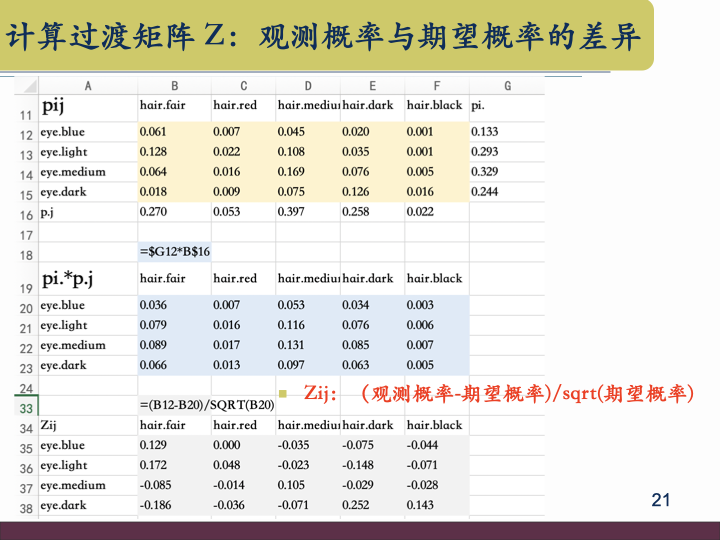 计算过渡矩阵 Z：观测概率与期望概率的差异
A B C D E F G
11 pij hair.fair hair.red hair.mediu hair.dark hair.black pi.
12 eye.blue 0.061 0.007 0.045 0.020 0.001 0.133
13 eye.light 0.128 0.022 0.108 0.035 0.001 0.293
14 eye.medium 0.064 0.016 0.169 0.076 0.005 0.329
15 eye.dark 0.018 0.009 0.075 0.126 0.016 0.244
16 p.j 0.270 0.053 0.397 0.258 0.022
17
18 =$G12*B$16
19 pi.*p.j hair.fair hair.red hair.mediu hair.dark hair.black
20 eye.blue 0.036 0.007 0.053 0.034 0.003
21 eye.light 0.079 0.016 0.116 0.076 0.006
22 eye.medium 0.089 0.017 0.131 0.085 0.007
23 eye.dark 0.066 0.013 0.097 0.063 0.005
24
Zij：（观测概率-期望概率)/sqrt(期望概率)
33 =(B12-B20)/SQRT(B20)
34 Zij hair.fair hair.red hair.mediu hair.dark hair.black
35 eye.blue 0.129 0.000 -0.035 -0.075 -0.044
36 eye.light 0.172 0.048 -0.023 -0.148 -0.071
37 eye.medium -0.085 -0.014 0.105 -0.029 -0.028
38 eye.dark -0.186 -0.036 -0.071 0.252 0.143
21